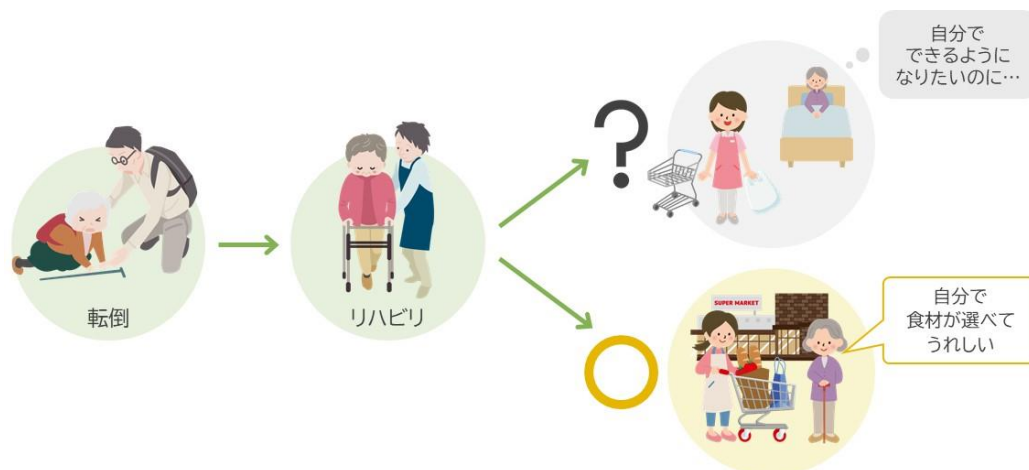 転倒
リハビリ
?
自分で
できるように
なりたいのに…
SUPER MARKET
自分で
食材が選べて
うれしい